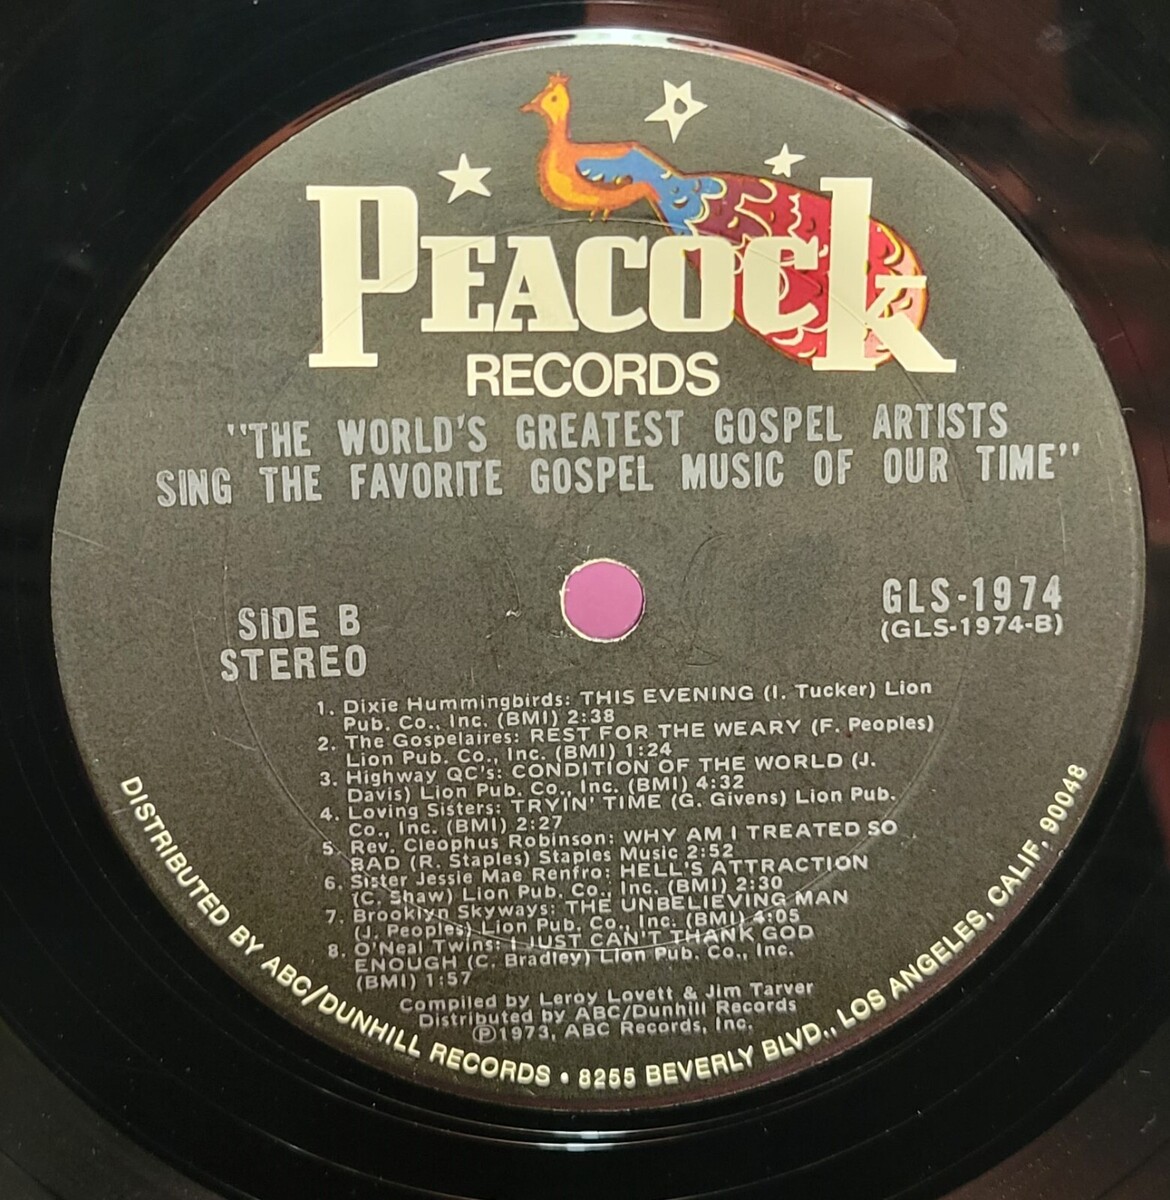 PEACOCK
RECORDS
"THE WORLD'S GREATEST GOSPEL ARTISTS
SING THE FAVORITE GOSPEL MUSIC OF OUR TIME"
SIDE B
STEREO
GLS-1974
(GLS-1974-B)
1. Dixie Hummingbirds: THIS EVENING (I. Tucker) Lion
Pub. Co., Inc. (BMI) 2:38
2. The Gospelaires: REST FOR THE WEARY (F. Peoples)
Lion Pub. Co., Inc. (BMI) 1:24
3. Highway QC's: CONDITION OF THE WORLD (J.
Davis) Lion Pub. Co., Inc. (BMI) 4:32
4. Loving Sisters: TRYIN' TIME (G. Givens) Lion Pub.
Co., Inc. (BMI) 2:27
5. Rev. Cleophus Robinson: WHY AM I TREATED SO
BAD (R. Staples) Staples Music 2:52
6. Sister Jessie Mae Renfro: HELL'S ATTRACTION
(C. Shaw) Lion Pub. Co., Inc. (BMI) 2:30
7. Brooklyn Skyways: THE UNBELIEVING MAN
(J. Peoples) Lion Pub. Co., Inc. (BMI) 4:05
8. O'Neal Twins: I JUST CAN'T THANK GOD
ENOUGH (C. Bradley) Lion Pub. Co., Inc.
(BMI) 1:57
Compiled by Leroy Lovett & Jim Tarver
Distributed by ABC/Dunhill Records
℗1973, ABC Records, Inc.
DISTRIBUTED BY ABC/DUNHILL RECORDS • 8255 BEVERLY BLVD., LOS ANGELES, CALIF. 90048